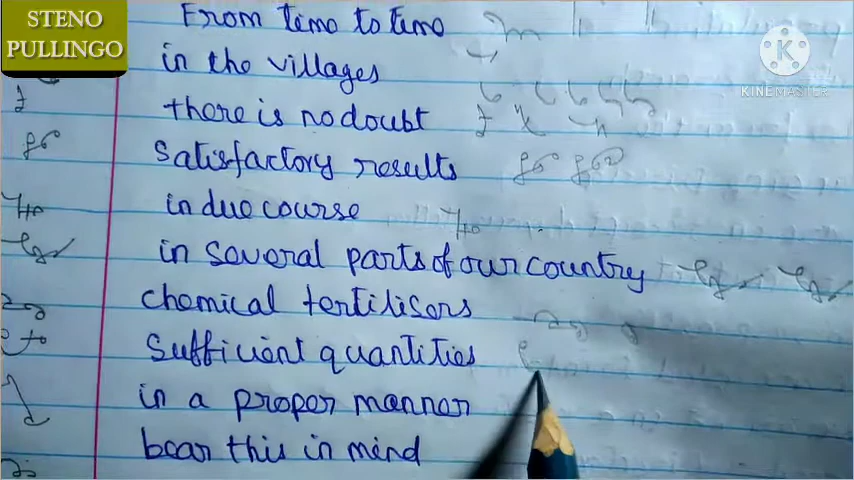 STENO
PULLINGO
KINEMASTER
From time to time
in the villages
there is no doubt
satisfactory results
in due course
in several parts of our country
chemical fertilisers
sufficient quantities
in a proper manner
bear this in mind